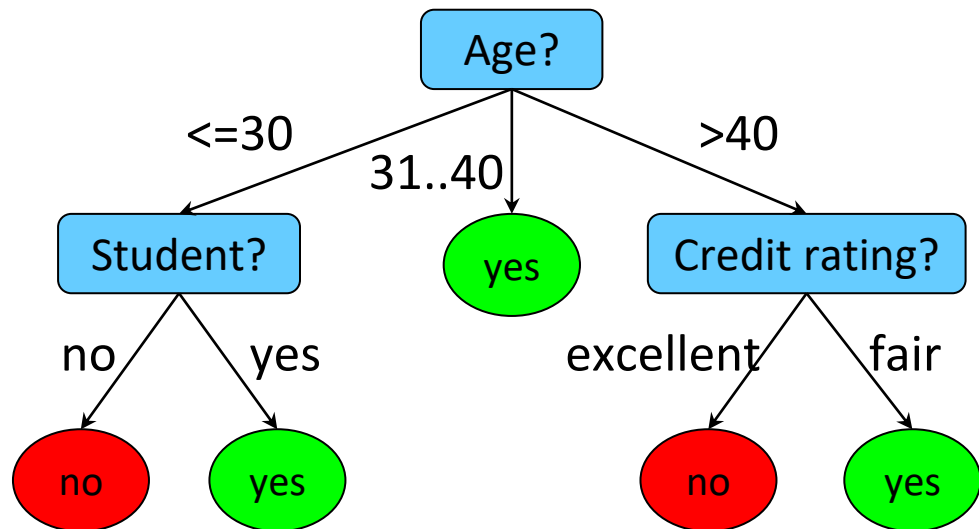 Age?
<=30
31..40
>40
Student?
yes
Credit rating?
no
yes
excellent
fair
no
yes
no
yes